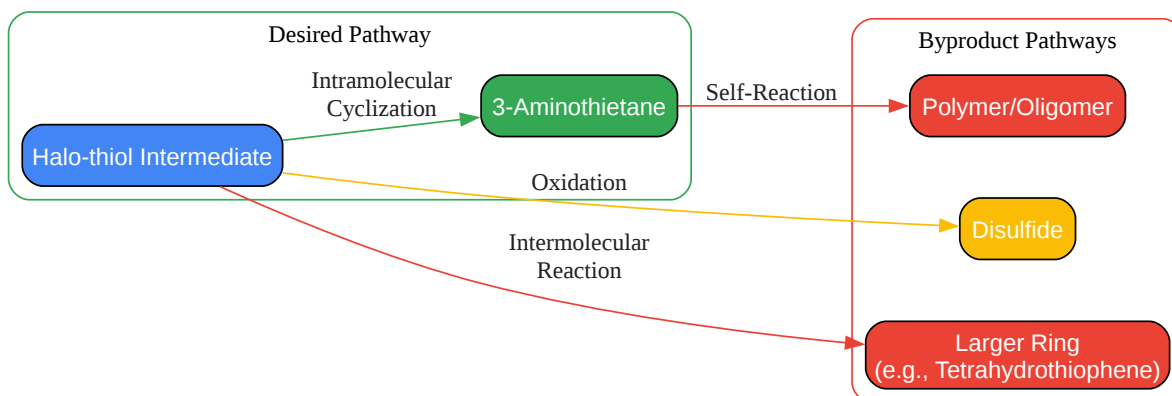 Desired Pathway
Byproduct Pathways
Intramolecular
Cyclization
3-Aminothietane
Self-Reaction
Polymer/Oligomer
Halo-thiol Intermediate
Oxidation
Disulfide
Intermolecular
Reaction
Larger Ring
(e.g., Tetrahydrothiophene)